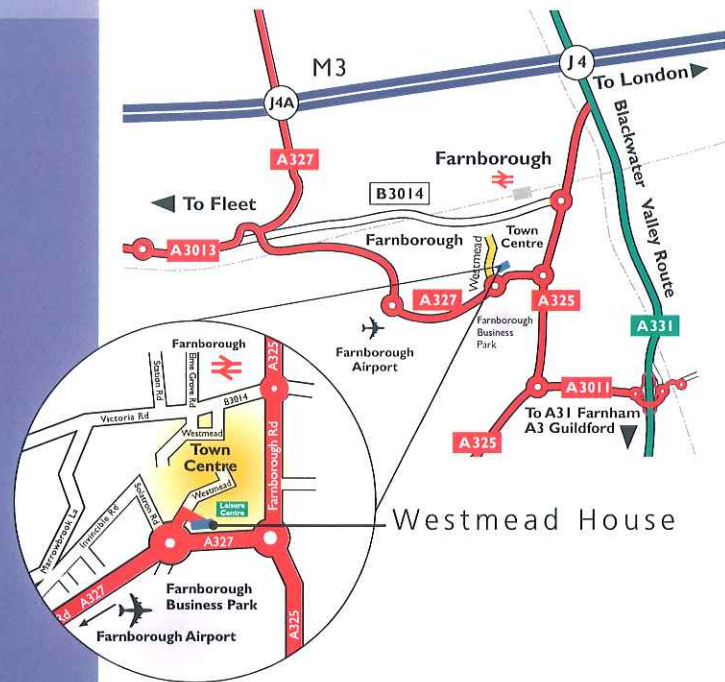 M3
J4
To London
J4A
Blackwater Valley Route
A327
Farnborough
B3014
To Fleet
A3013
Farnborough
Town
Centre
Westmead
A327
A325
Farnborough
Business
Park
Farnborough
Airport
A331
A3011
To A31 Farnham
A3 Guildford
A325
Farnborough
A325
Station Rd
Elms Grove Rd
B3014
Victoria Rd
Westmead
Town
Centre
Farnborough Rd
Westmead
Solatron Rd
Leisure
Centre
Invincible Rd
Marrowbrook La
A327
Westmead House
Farnborough
Business Park
A327
Rd
Farnborough Airport
A325